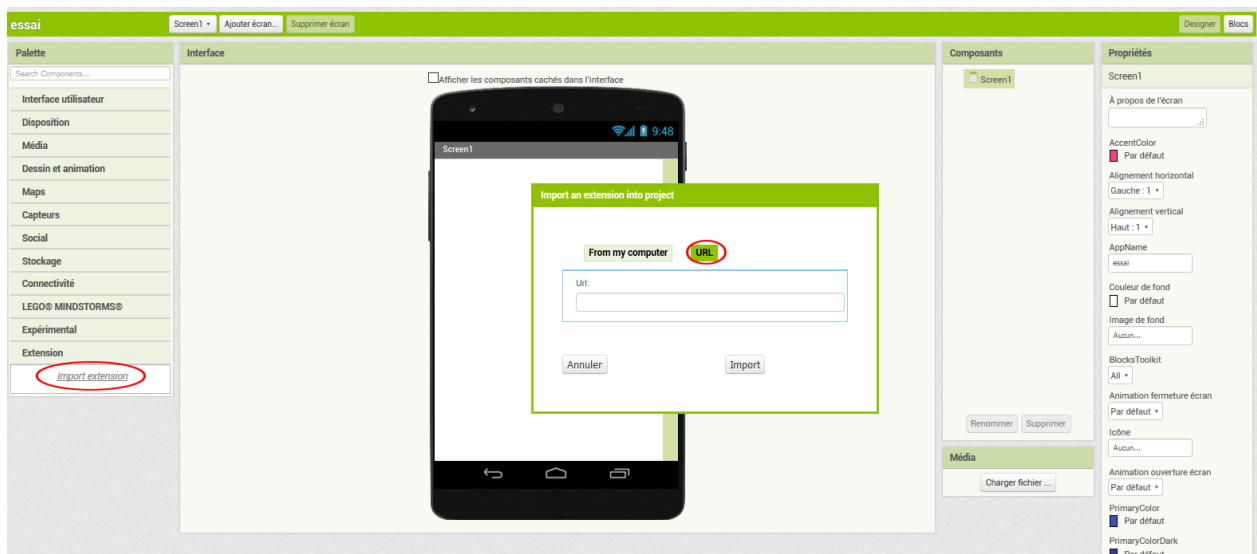 essai
Screen1
Ajouter écran...
Supprimer écran
Designer
Blocs
Palette
Search Components...
Interface utilisateur
Disposition
Média
Dessin et animation
Maps
Capteurs
Social
Stockage
Connectivité
LEGO® MINDSTORMS®
Expérimental
Extension
Import extension
Interface
Afficher les composants cachés dans l'interface
9:48
Screen1
Import an extension into project
From my computer
URL
Url:
Annuler
Import
Composants
Screen1
Renommer
Supprimer
Média
Charger fichier ...
Propriétés
Screen1
À propos de l'écran
AccentColor
Par défaut
Alignement horizontal
Gauche : 1
Alignement vertical
Haut : 1
AppName
essai
Couleur de fond
Par défaut
Image de fond
Aucun...
BlocksToolkit
All
Animation fermeture écran
Par défaut
Icône
Aucun...
Animation ouverture écran
Par défaut
PrimaryColor
Par défaut
PrimaryColorDark
Par défaut